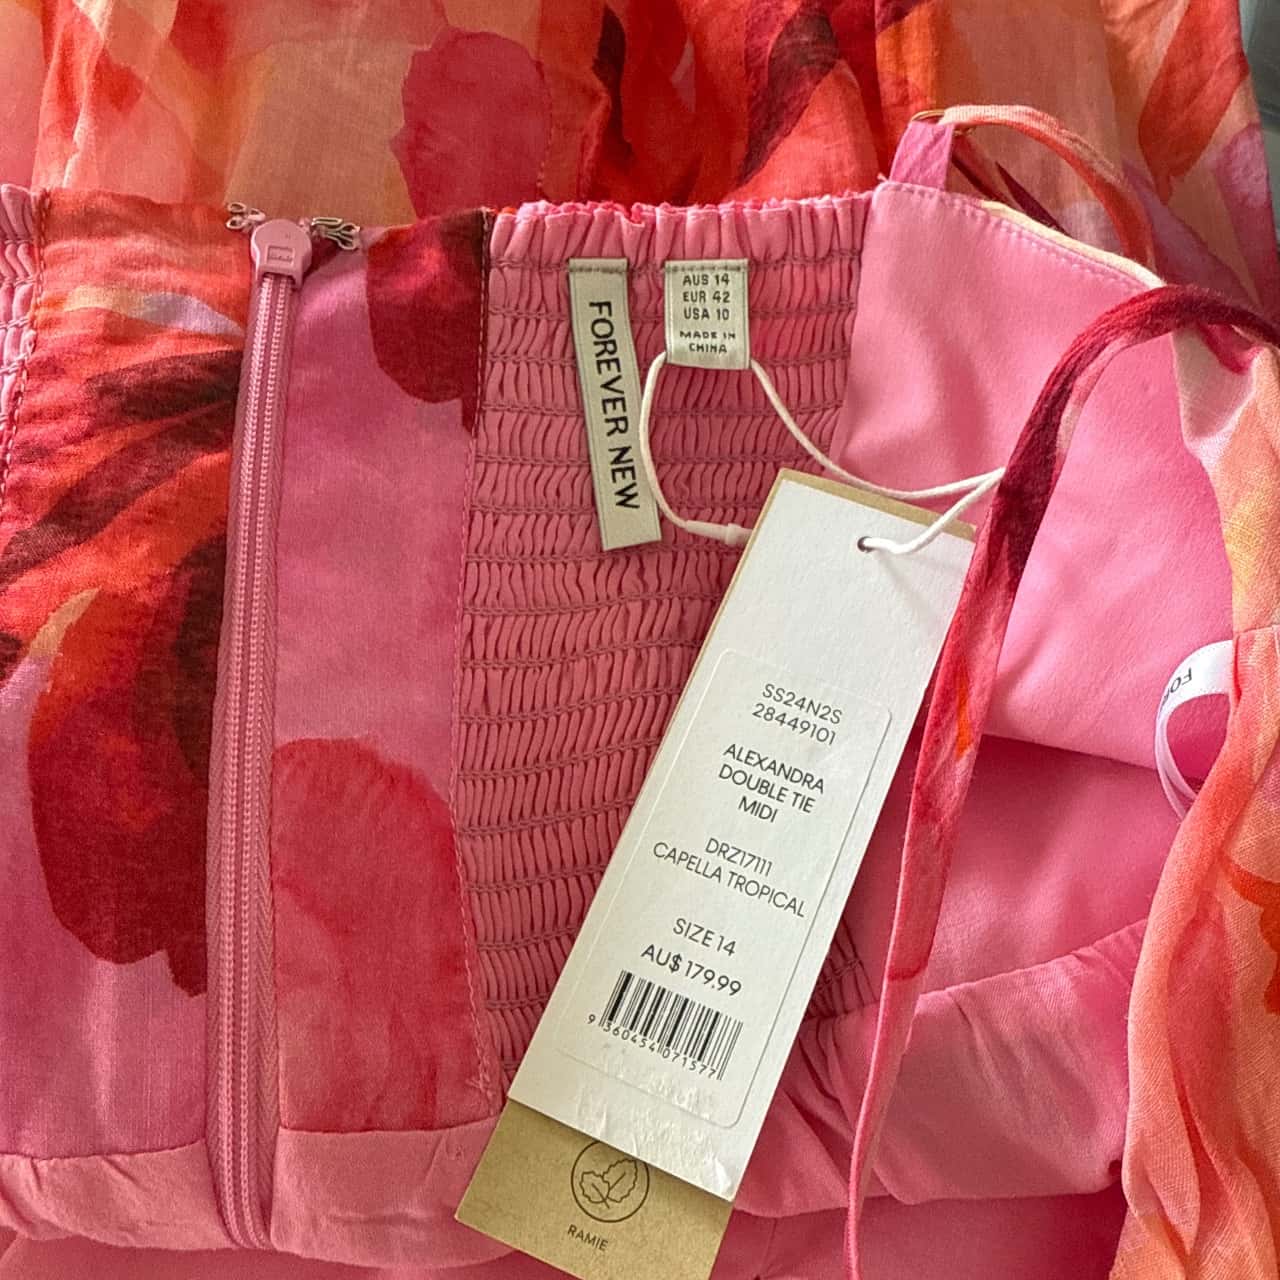 FOREVER NEW
AUS 14
EUR 42
USA 10
MADE IN
CHINA
SS24N2S
28449101
ALEXANDRA
DOUBLE TIE
MIDI
DRZ17111
CAPELLA TROPICAL
SIZE 14
AU$ 179.99
9 360454 071577
RAMIE